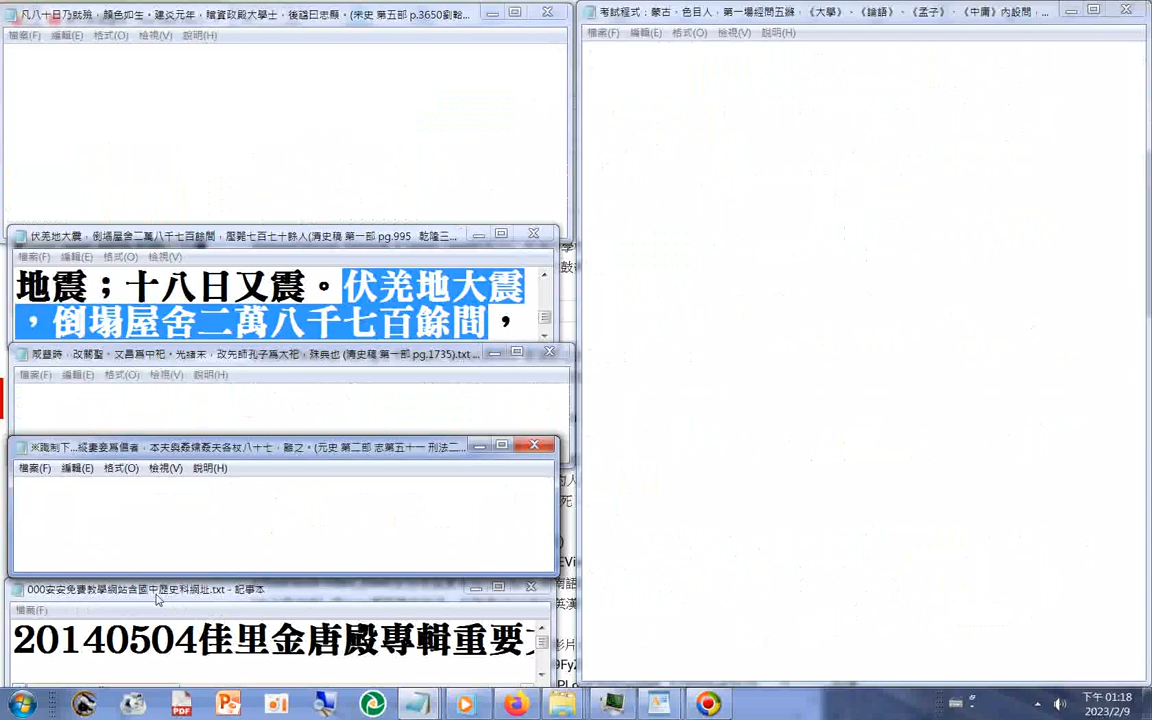 凡八十日乃就殮，顏色如生。建炎元年，贈資政殿大學士，後諡曰忠顯。(宋史 第五部 p.3650劉韐...
檔案(F) 編輯(E) 格式(O) 檢視(V) 說明(H)
考試程式：蒙古、色目人，第一場經問五條，《大學》、《論語》、《孟子》、《中庸》內設問，...
檔案(F) 編輯(E) 格式(O) 檢視(V) 說明(H)
伏羌地大震，倒塌屋舍二萬八千七百餘間，壓斃七百七十餘人(清史稿 第一部 pg.995 乾隆三...
檔案(F) 編輯(E) 格式(O) 檢視(V)
地震；十八日又震。伏羌地大震
，倒塌屋舍二萬八千七百餘間，
咸豐時，改關聖、文昌爲中祀。光緒末，改先師孔子爲大祀，殊典也 (清史稿 第一部 pg.1735).txt ...
檔案(F) 編輯(E) 格式(O) 檢視(V) 說明(H)
※職制下...縱妻妾爲倡者，本夫與姦婦姦夫各杖八十七，離之。(元史 第二部 志第五十一 刑法二...
檔案(F) 編輯(E) 格式(O) 檢視(V) 說明(H)
000安安免費教學網站含國中歷史科網址.txt - 記事本
檔案(F)
20140504佳里金唐殿專輯重要
下午 01:18
2023/2/9